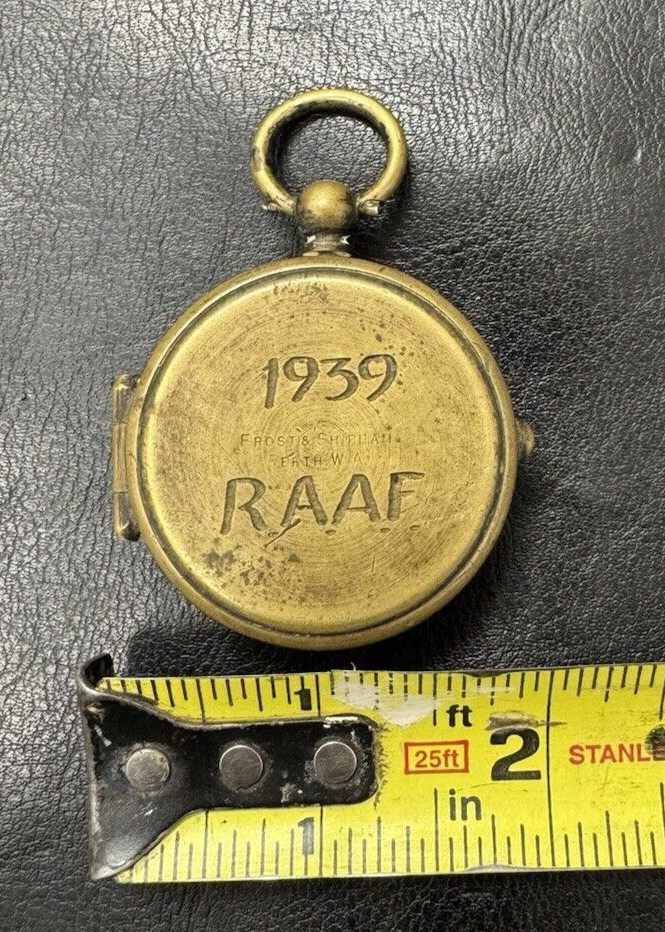 1939
FROST & SHIPHAM
PERTH. W.A.
RAAF
1 ft
25ft 2 STANLE
in
1